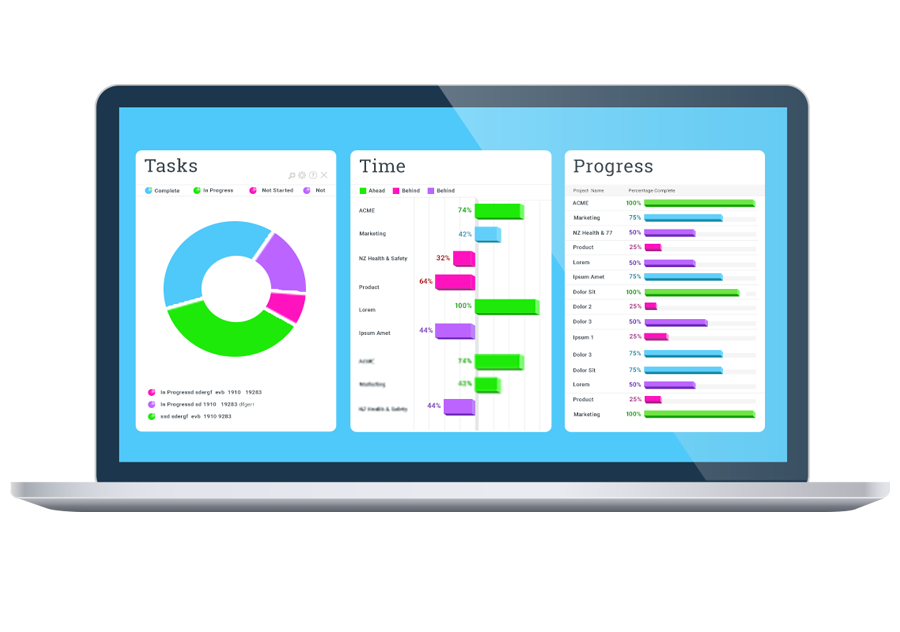 Tasks
Complete In Progress Not Started Not
In Progressd sdergf evb 1910 19283
In Progressd sd 1910 19283 dfgerr
ssd sdergf evb 1910 9283
Time
Ahead Behind Behind
ACME 74%
Marketing 42%
NZ Health & Safety 32%
Product 64%
Lorem 100%
Ipsum Amet 44%
ACME 74%
Marketing 43%
NZ Health & Safety 44%
Progress
Project Name Percentage Complete
ACME 100%
Marketing 75%
NZ Health & 77 50%
Product 25%
Lorem 50%
Ipsum Amet 75%
Dolor Sit 100%
Dolor 2 25%
Dolor 3 50%
Ipsum 1 25%
Dolor 3 75%
Dolor Sit 75%
Lorem 50%
Product 25%
Marketing 100%